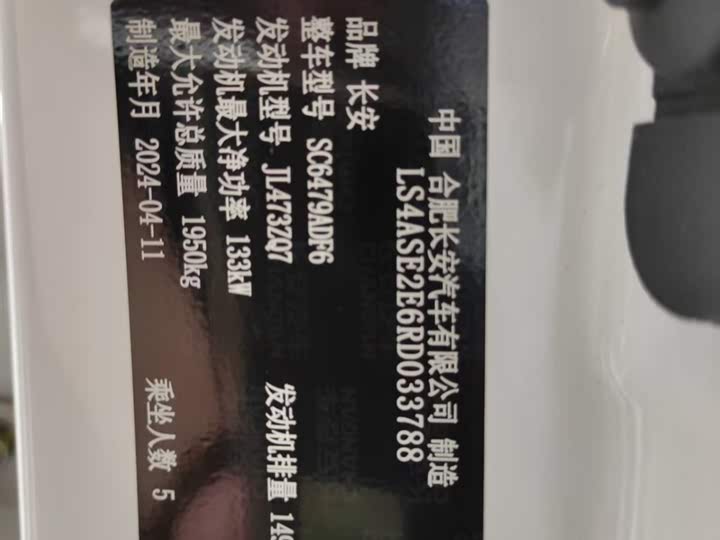 中国 合肥长安汽车有限公司 制造
LS4ASE2E6RD033788
品牌 长安
整车型号 SC6479ADF6
发动机型号 JL473ZQ7 发动机排量 149
发动机最大净功率 133kW
最大允许总质量 1950kg
制造年月 2024-04-11 乘坐人数 5